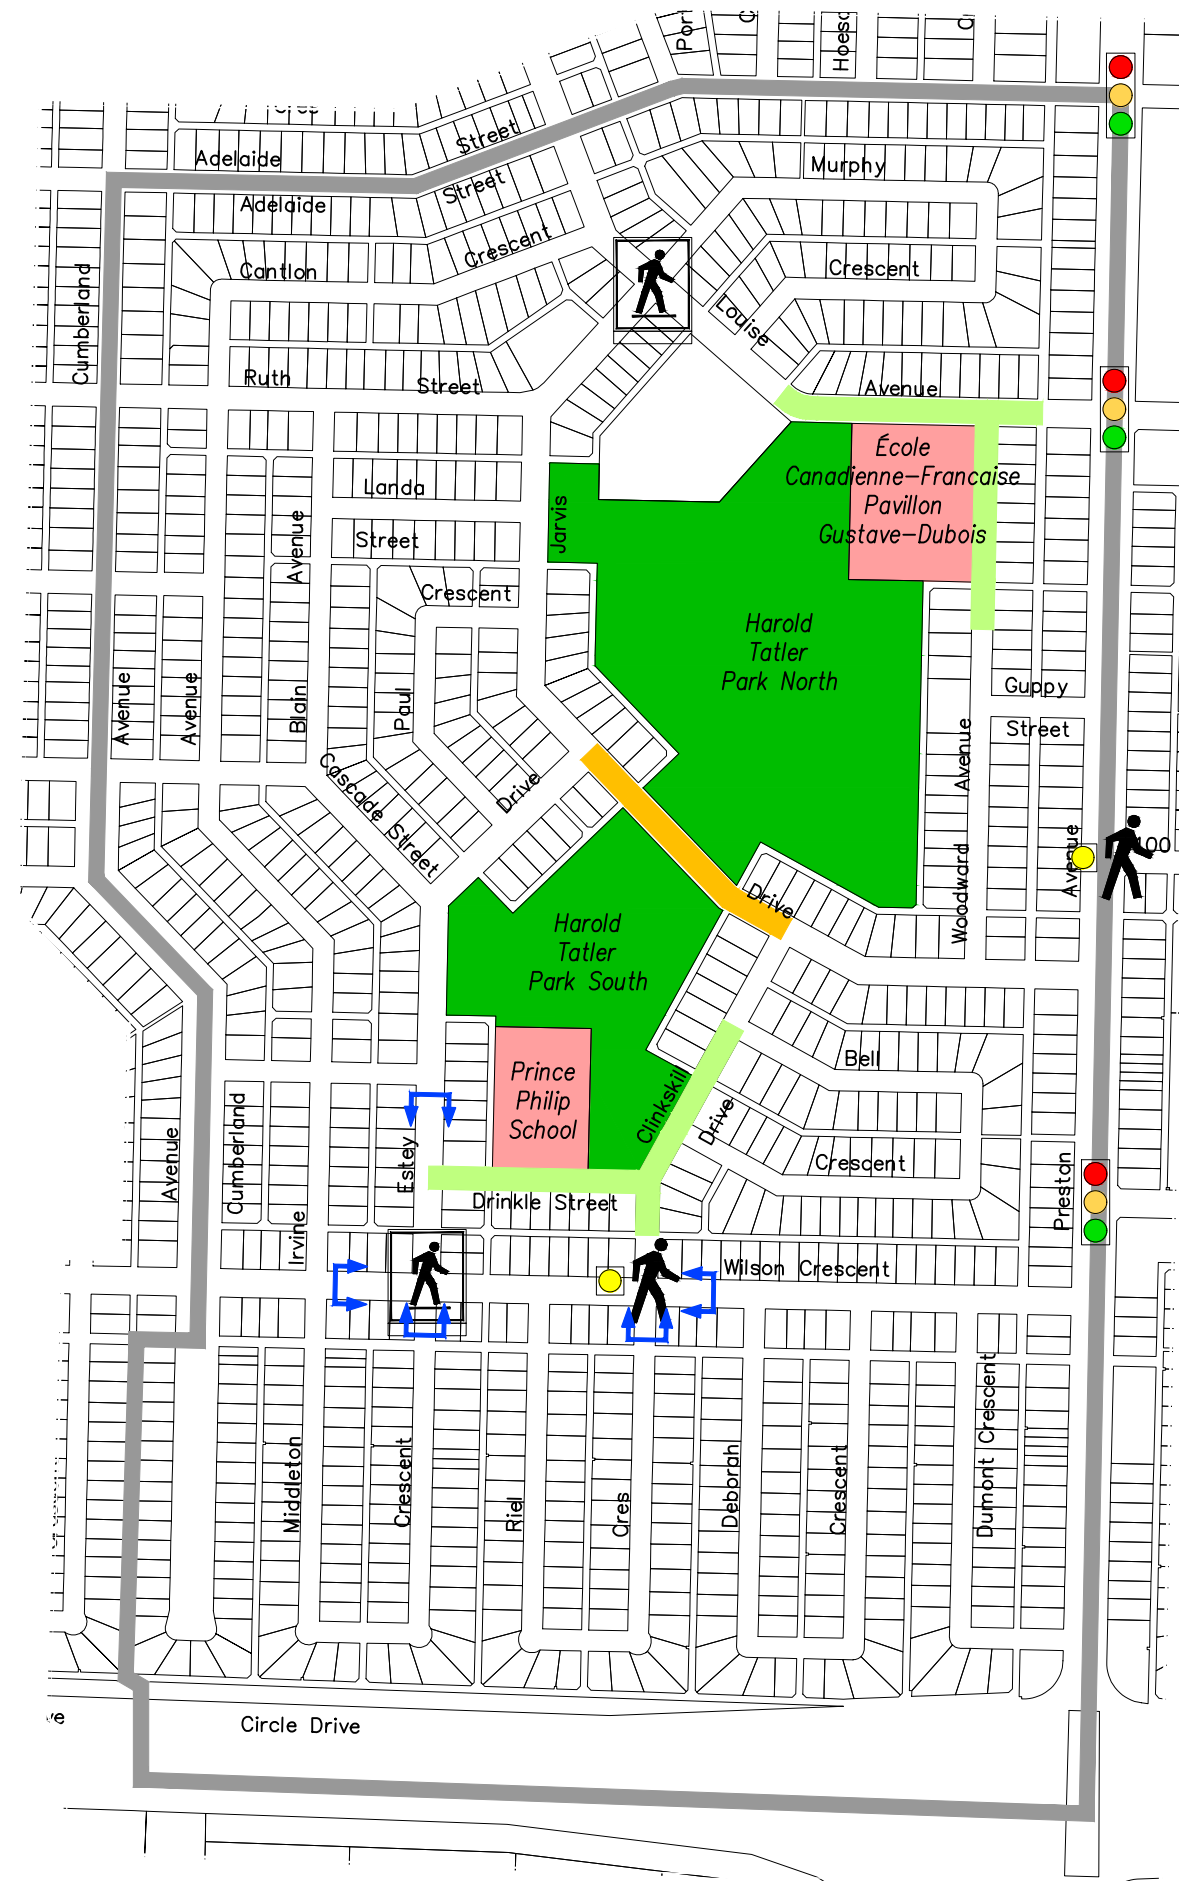 Hoesc
Adelaide
Street
Adelaide
Street
Murphy
Crescent
Cantlon
Crescent
Cumberland
Louise
Ruth
Street
Avenue
École
Canadienne-Francaise
Pavillon
Gustave-Dubois
Landa
Jarvis
Avenue
Street
Crescent
Harold
Tatler
Park North
Guppy
Avenue
Avenue
Blain
Paul
Street
Avenue
Cascade Street
Drive
Avenue
100
Drive
Woodward
Harold
Tatler
Park South
Bell
Prince
Philip
School
Clinkskill
Drive
Avenue
Cumberland
Estey
Crescent
Preston
Drinkle Street
Irvine
Wilson Crescent
Middleton
Crescent
Riel
Cres
Deborah
Crescent
Dumont Crescent
Circle Drive